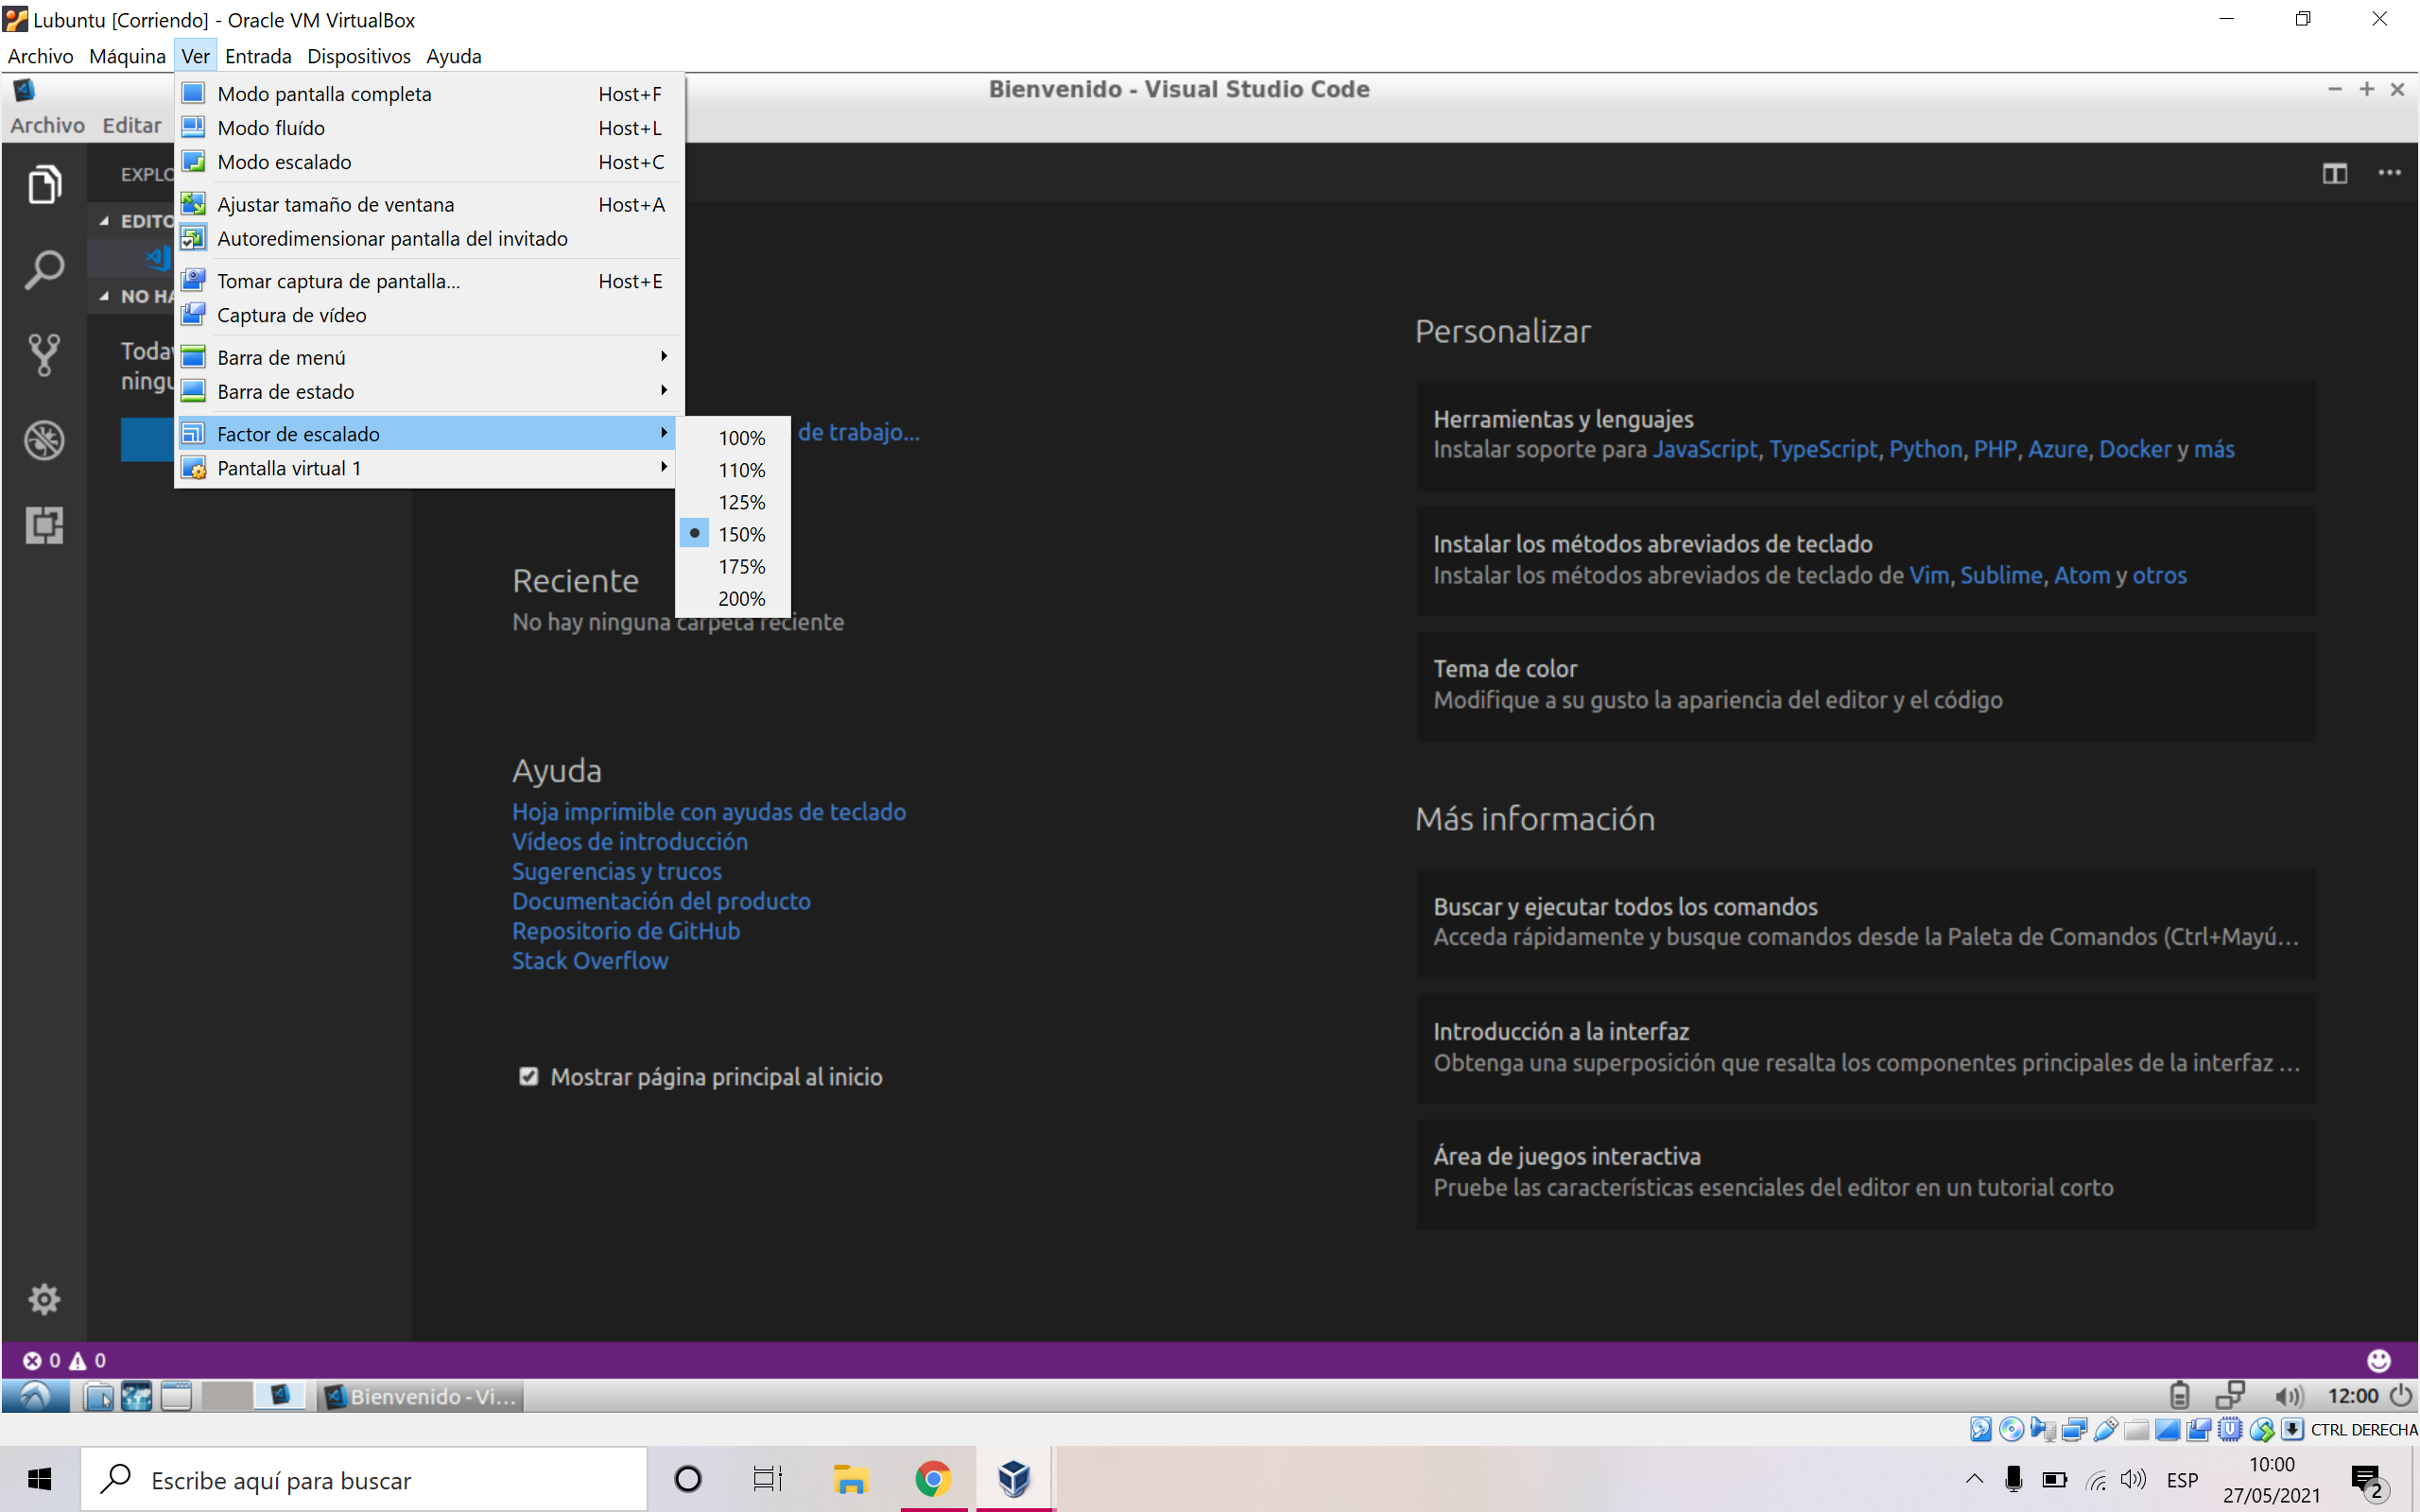 Lubuntu [Corriendo] - Oracle VM VirtualBox
Archivo Máquina Ver Entrada Dispositivos Ayuda
Bienvenido - Visual Studio Code
Archivo Editar
Modo pantalla completa Host+F
Modo fluído Host+L
Modo escalado Host+C
Ajustar tamaño de ventana Host+A
Autoredimensionar pantalla del invitado
Tomar captura de pantalla... Host+E
Captura de vídeo
Barra de menú
Barra de estado
Factor de escalado
Pantalla virtual 1
100%
110%
125%
150%
175%
200%
EXPLO
EDITO
NO HA
Toda
ningu
de trabajo...
Reciente
No hay ninguna carpeta reciente
Ayuda
Hoja imprimible con ayudas de teclado
Vídeos de introducción
Sugerencias y trucos
Documentación del producto
Repositorio de GitHub
Stack Overflow
Mostrar página principal al inicio
Personalizar
Herramientas y lenguajes
Instalar soporte para JavaScript, TypeScript, Python, PHP, Azure, Docker y más
Instalar los métodos abreviados de teclado
Instalar los métodos abreviados de teclado de Vim, Sublime, Atom y otros
Tema de color
Modifique a su gusto la apariencia del editor y el código
Más información
Buscar y ejecutar todos los comandos
Acceda rápidamente y busque comandos desde la Paleta de Comandos (Ctrl+Mayú...
Introducción a la interfaz
Obtenga una superposición que resalta los componentes principales de la interfaz ...
Área de juegos interactiva
Pruebe las características esenciales del editor en un tutorial corto
0 0
Bienvenido - Vi...
12:00
CTRL DERECHA
Escribe aquí para buscar
ESP
10:00
27/05/2021
2